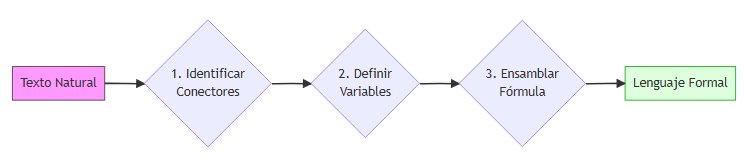 Texto Natural
1. Identificar
Conectores
2. Definir
Variables
3. Ensamblar
Fórmula
Lenguaje Formal